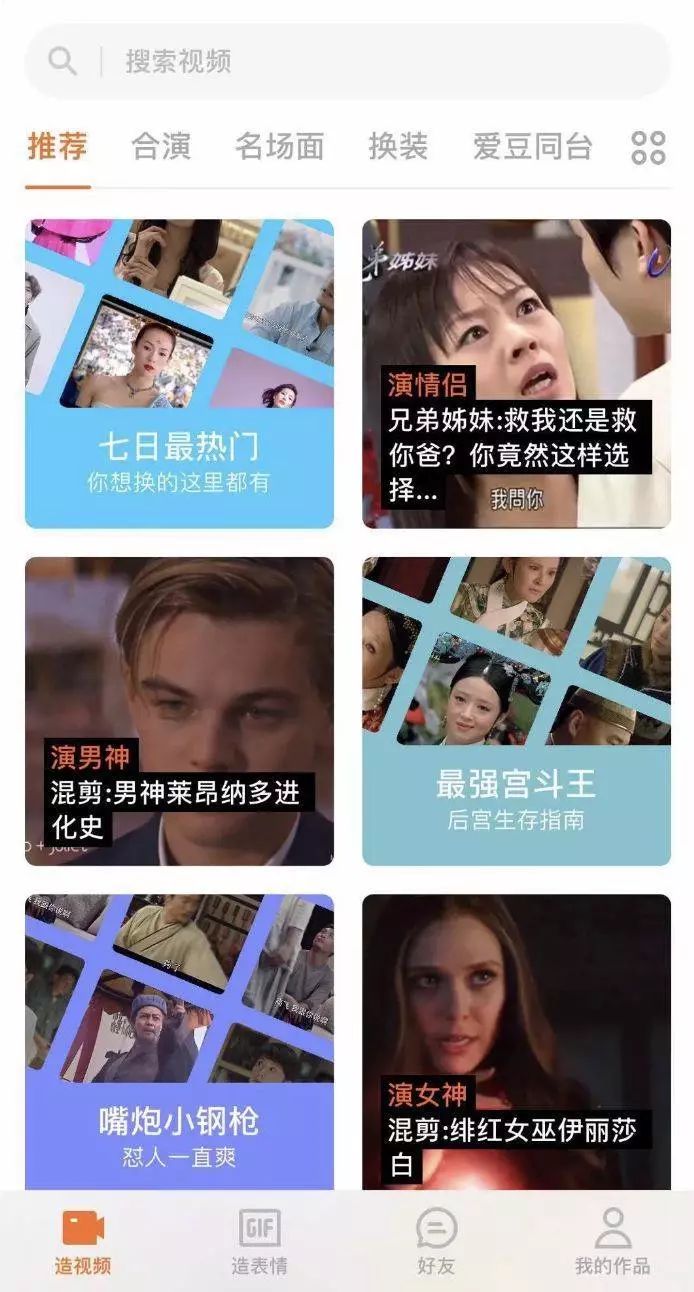 搜索视频
推荐 合演 名场面 换装 爱豆同台
七日最热门
你想换的这里都有
弟姊妹
演情侣
兄弟姊妹:救我还是救
你爸？你竟然这样选
择...
我問你
演男神
混剪:男神莱昂纳多进
化史
最强宫斗王
后宫生存指南
嘴炮小钢枪
怼人一直爽
演女神
混剪:绯红女巫伊丽莎
白
GIF
造视频 造表情 好友 我的作品